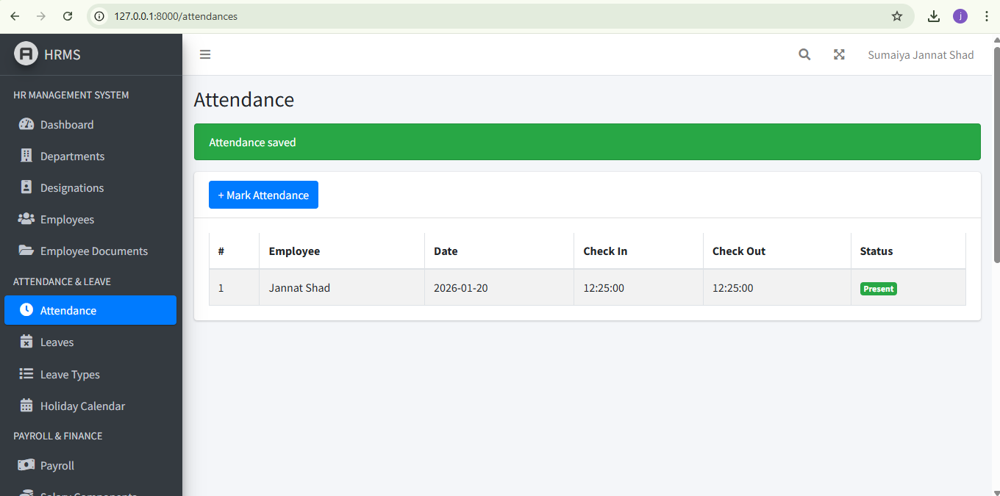 127.0.0.1:8000/attendances
j
HRMS
Sumaiya Jannat Shad
HR MANAGEMENT SYSTEM
Dashboard
Departments
Designations
Employees
Employee Documents
ATTENDANCE & LEAVE
Attendance
Leaves
Leave Types
Holiday Calendar
PAYROLL & FINANCE
Payroll
Salary Components
Attendance
Attendance saved
+ Mark Attendance
# Employee Date Check In Check Out Status
1 Jannat Shad 2026-01-20 12:25:00 12:25:00 Present